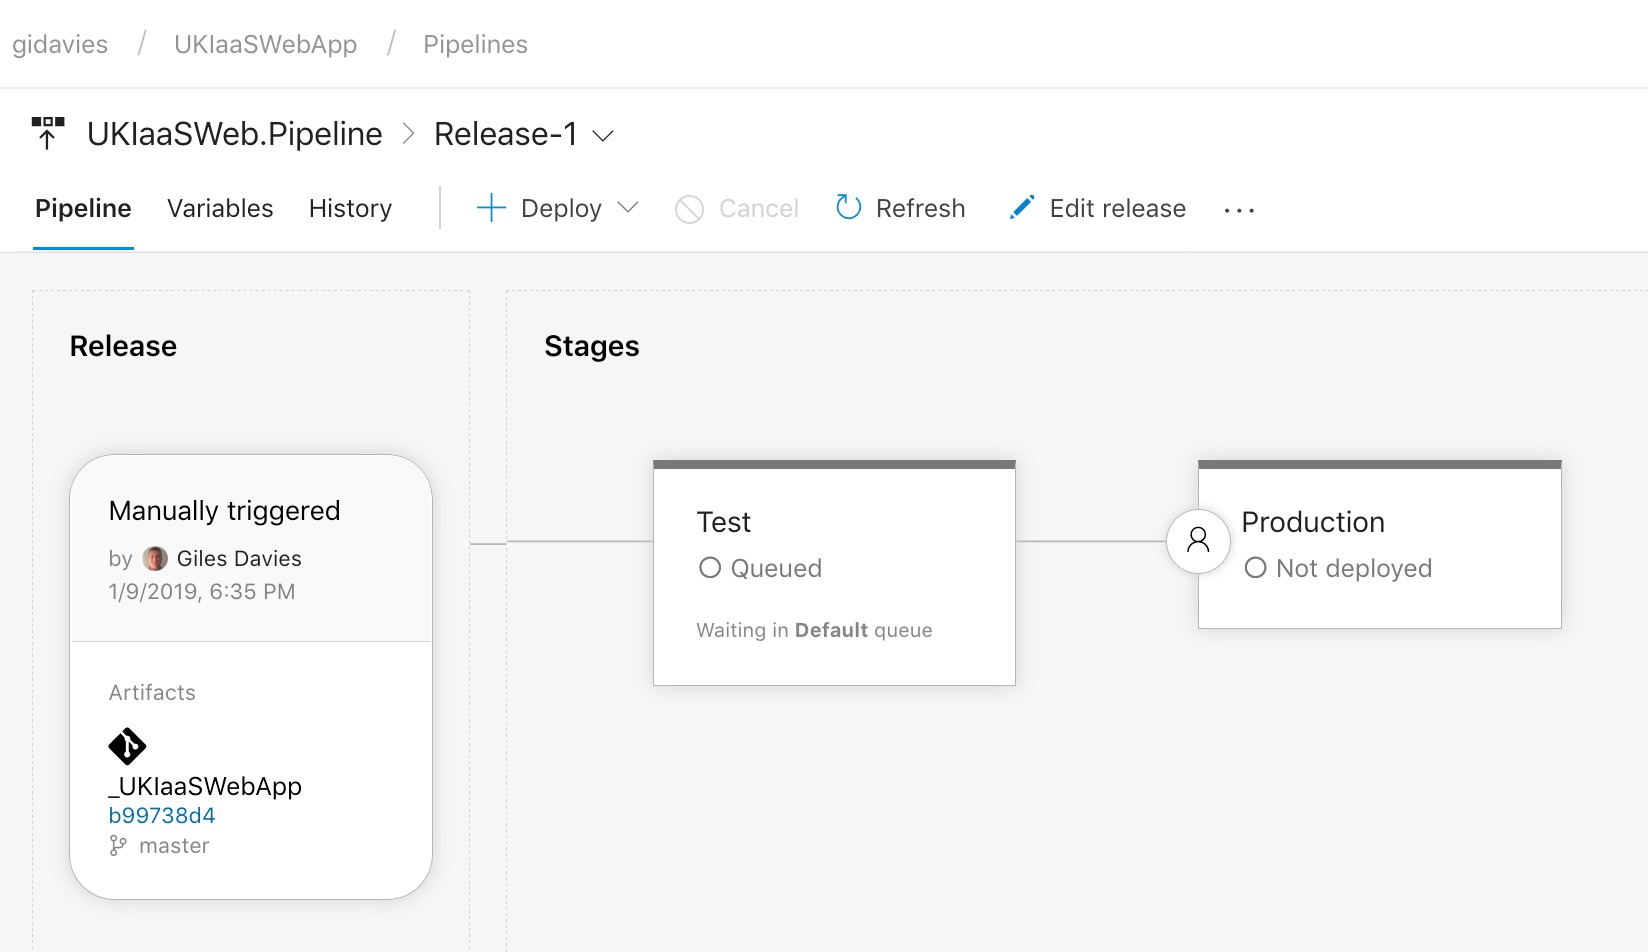 gidavies / UKIaaSWebApp / Pipelines
UKIaaSWeb.Pipeline > Release-1
Pipeline Variables History Deploy Cancel Refresh Edit release ...
Release
Stages
Manually triggered
by Giles Davies
1/9/2019, 6:35 PM
Artifacts
_UKIaaSWebApp
b99738d4
master
Test
Queued
Waiting in Default queue
Production
Not deployed